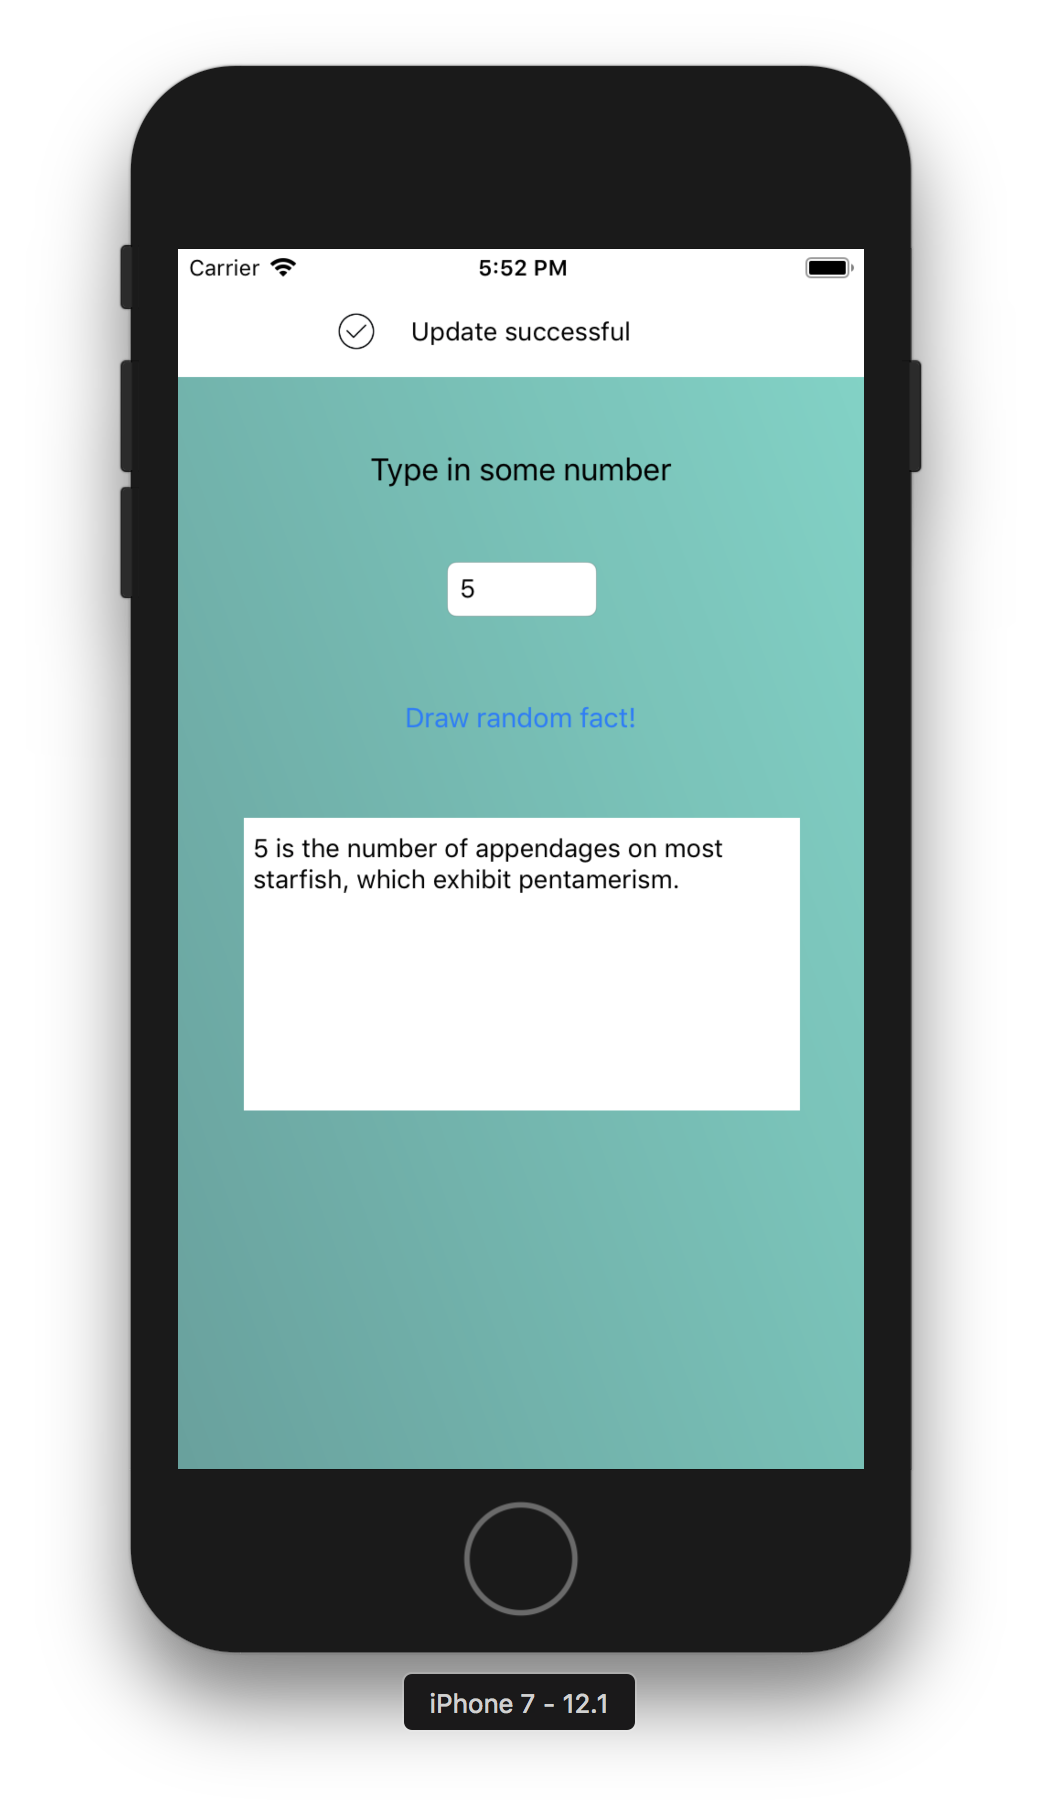 Carrier
5:52 PM
Update successful
Type in some number
5
Draw random fact!
5 is the number of appendages on most
starfish, which exhibit pentamerism.
iPhone 7 - 12.1